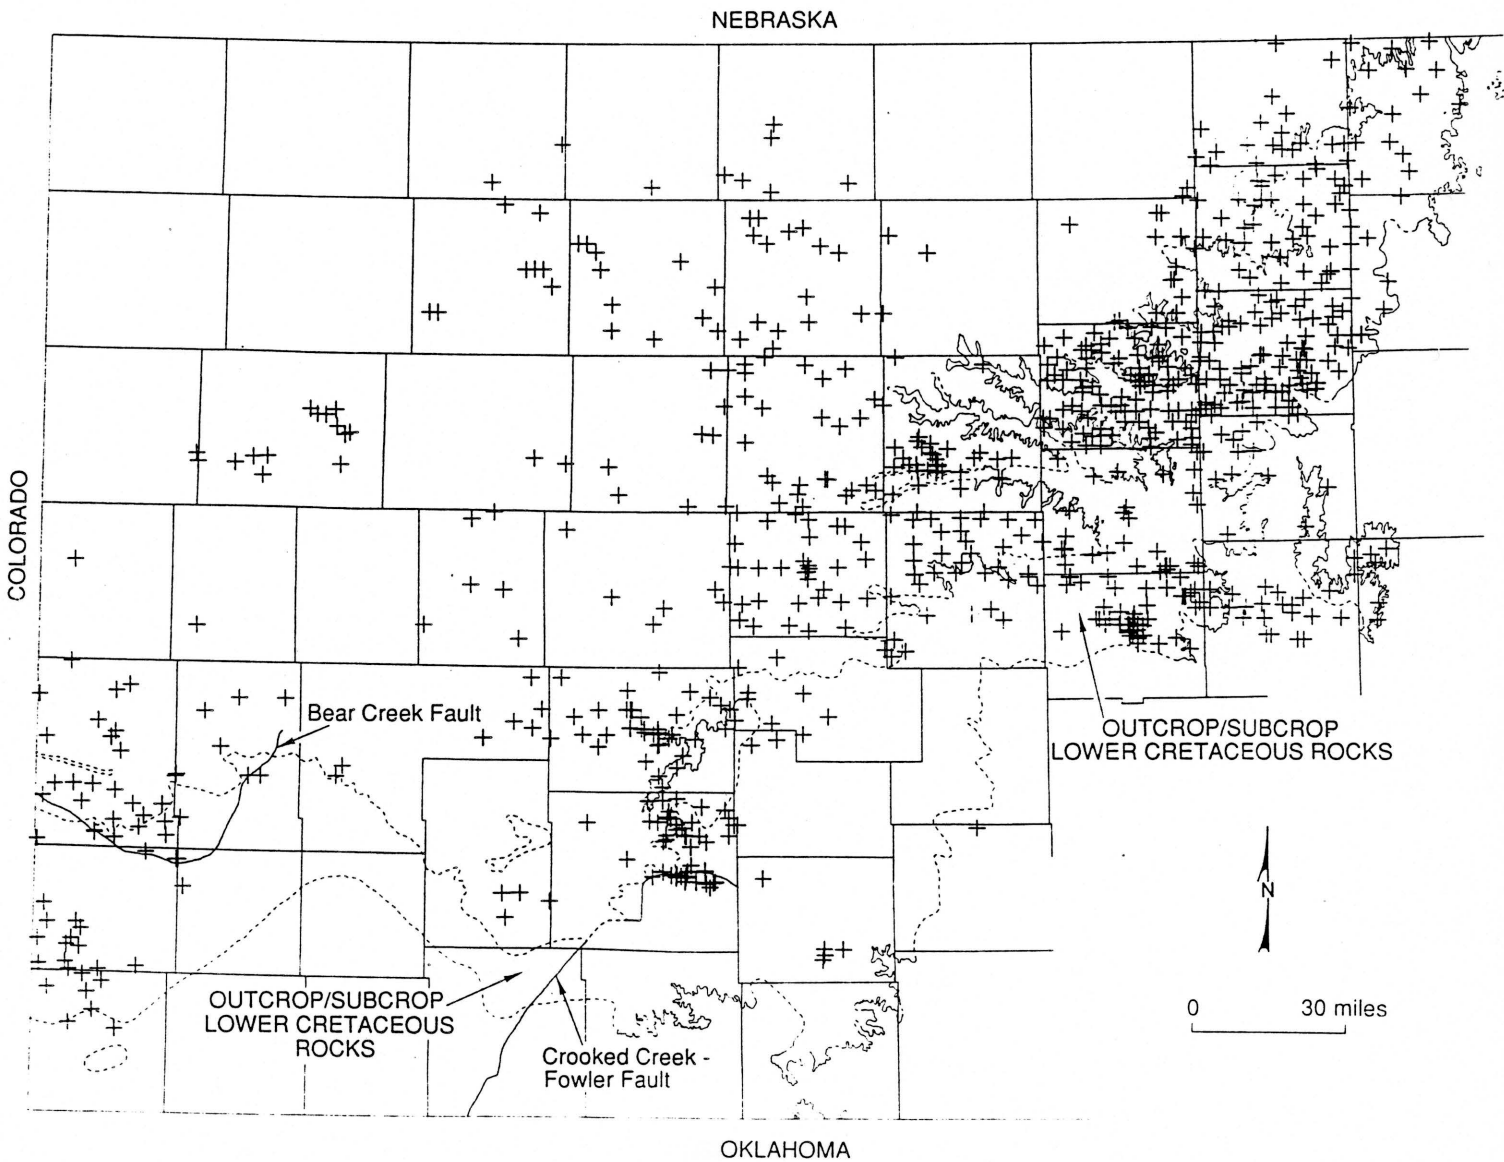 NEBRASKA
COLORADO
Bear Creek Fault
OUTCROP/SUBCROP
LOWER CRETACEOUS ROCKS
N
0 30 miles
OUTCROP/SUBCROP
LOWER CRETACEOUS
ROCKS
Crooked Creek -
Fowler Fault
OKLAHOMA